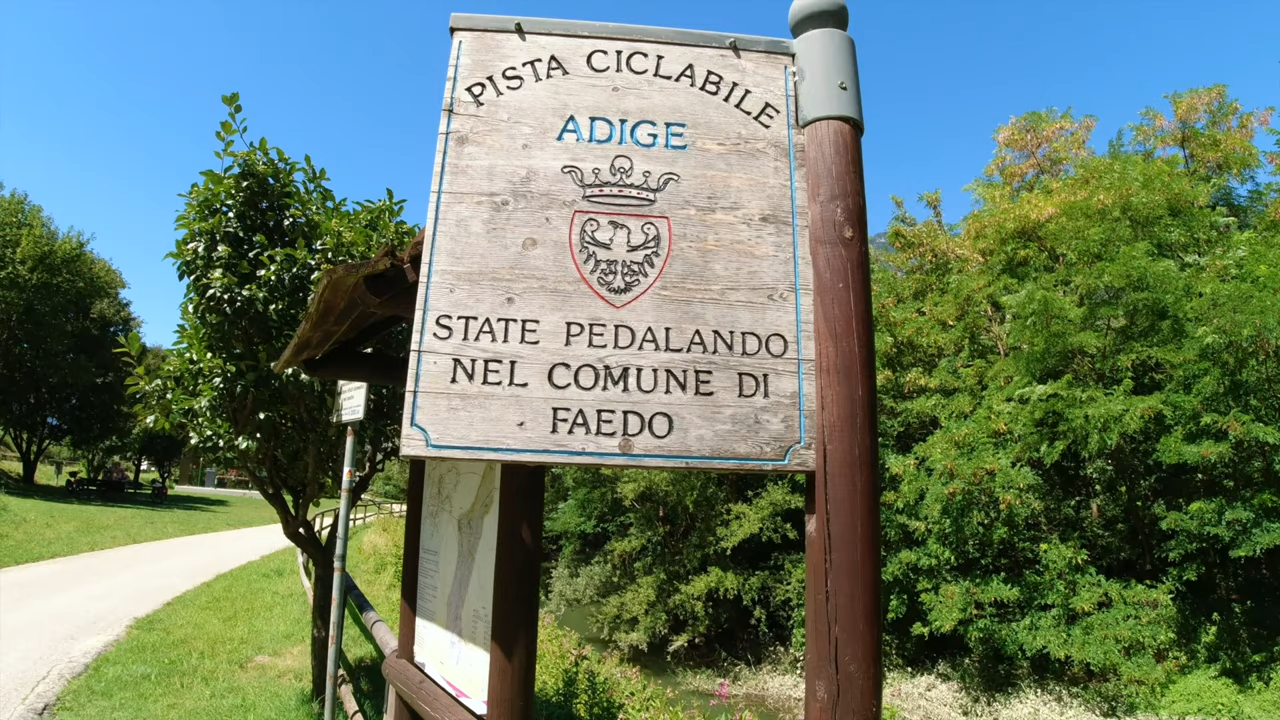 PISTA CICLABILE
ADIGE
STATE PEDALANDO
NEL COMUNE DI
FAEDO